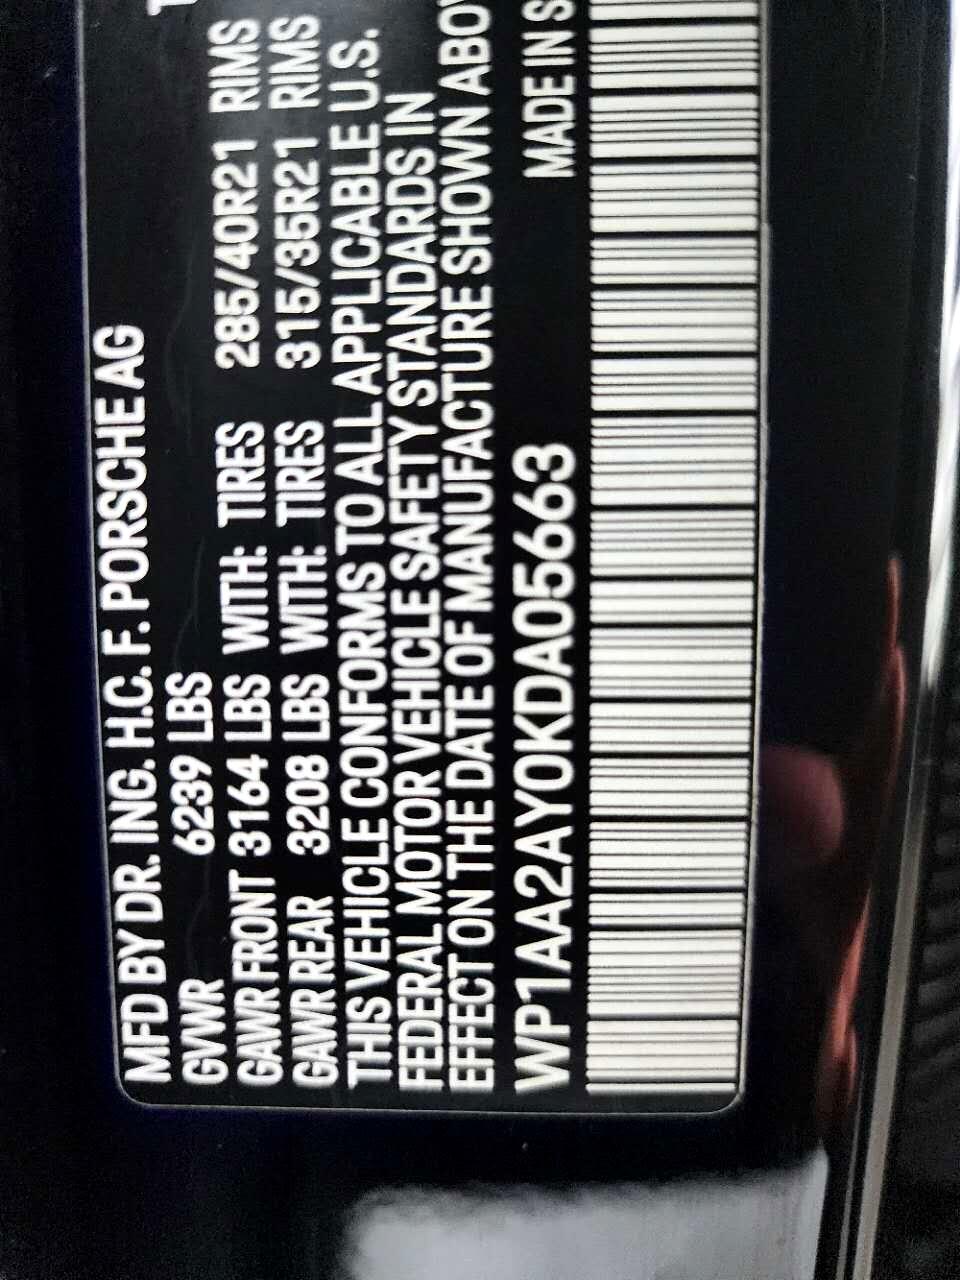 MFD BY DR. ING. H.C. F. PORSCHE AG
GVWR 6239 LBS
GAWR FRONT 3164 LBS WITH: TIRES 285/40R21 RIMS
GAWR REAR 3208 LBS WITH: TIRES 315/35R21 RIMS
THIS VEHICLE CONFORMS TO ALL APPLICABLE U.S.
FEDERAL MOTOR VEHICLE SAFETY STANDARDS IN
EFFECT ON THE DATE OF MANUFACTURE SHOWN
WP1AA2AY0KDA05663 MADE IN